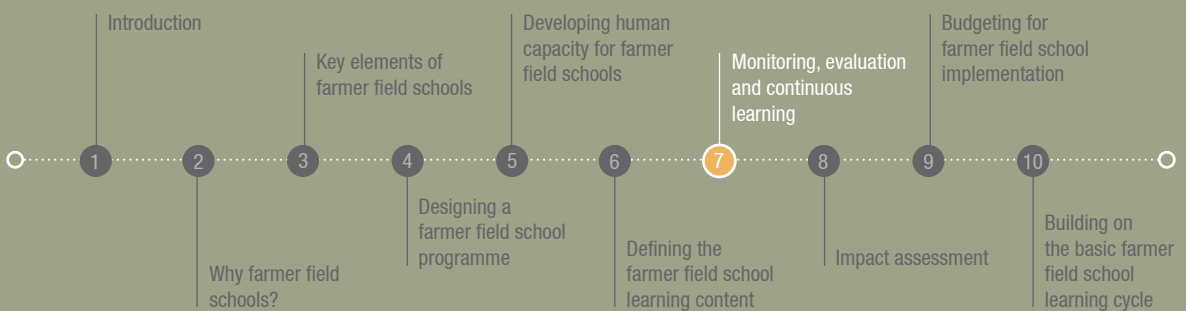 Introduction
Key elements of
farmer field schools
Developing human
capacity for farmer
field schools
Monitoring, evaluation
and continuous
learning
Budgeting for
farmer field school
implementation
1
2
3
4
5
6
7
8
9
10
Why farmer field
schools?
Designing a
farmer field school
programme
Defining the
farmer field school
learning content
Impact assessment
Building on
the basic farmer
field school
learning cycle